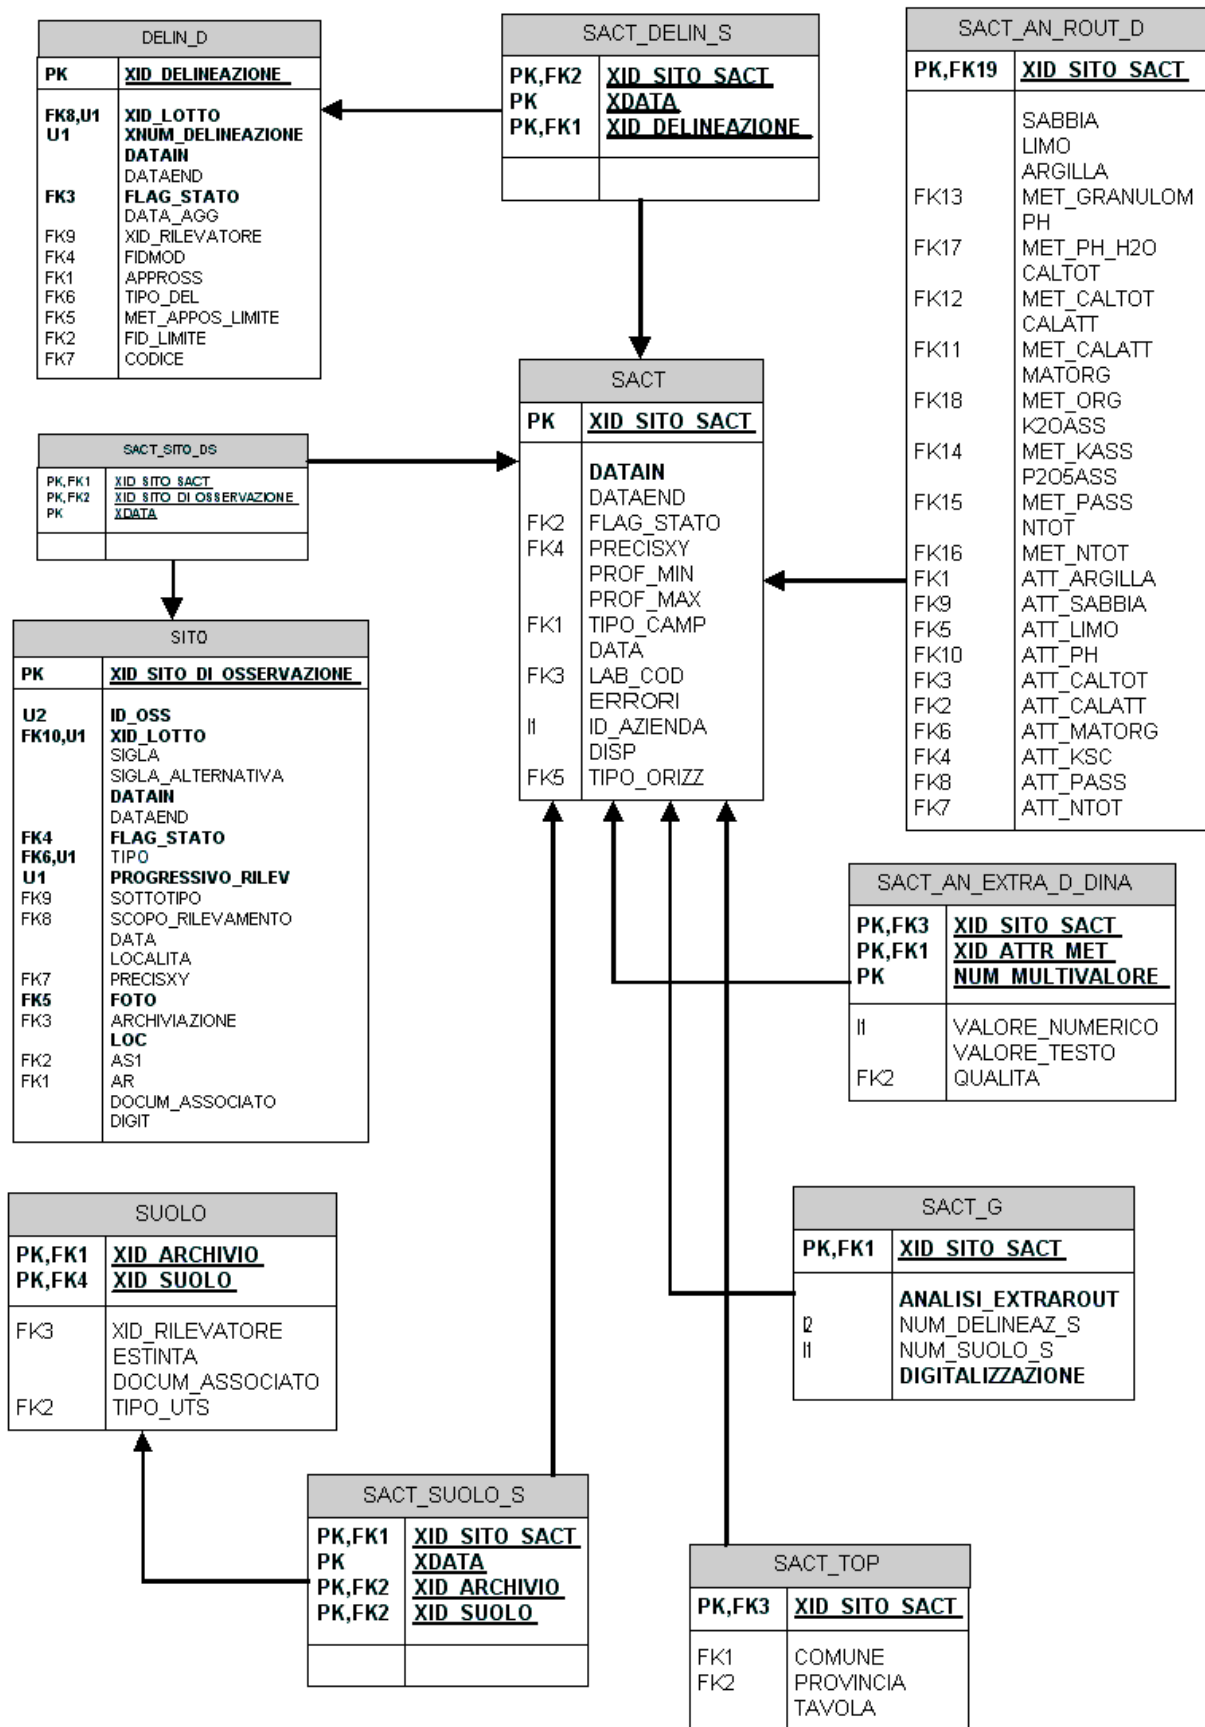 DELIN_D
PK XID_DELINEAZIONE
FK8,U1 XID_LOTTO
U1 XNUM_DELINEAZIONE
DATAIN
DATAEND
FK3 FLAG_STATO
DATA_AGG
FK9 XID_RILEVATORE
FK4 FIDMOD
FK1 APPROSS
FK6 TIPO_DEL
FK5 MET_APPOS_LIMITE
FK2 FID_LIMITE
FK7 CODICE
SACT_DELIN_S
PK,FK2 XID_SITO_SACT
PK XDATA
PK,FK1 XID_DELINEAZIONE
SACT_AN_ROUT_D
PK,FK19 XID_SITO_SACT
SABBIA
LIMO
ARGILLA
FK13 MET_GRANULOM
PH
FK17 MET_PH_H2O
CALTOT
FK12 MET_CALTOT
CALATT
FK11 MET_CALATT
MATORG
FK18 MET_ORG
K2OASS
FK14 MET_KASS
P2O5ASS
FK15 MET_PASS
NTOT
FK16 MET_NTOT
FK1 ATT_ARGILLA
FK9 ATT_SABBIA
FK5 ATT_LIMO
FK10 ATT_PH
FK3 ATT_CALTOT
FK2 ATT_CALATT
FK6 ATT_MATORG
FK4 ATT_KSC
FK8 ATT_PASS
FK7 ATT_NTOT
SACT
PK XID_SITO_SACT
DATAIN
DATAEND
FK2 FLAG_STATO
FK4 PRECISXY
PROF_MIN
PROF_MAX
FK1 TIPO_CAMP
DATA
FK3 LAB_COD
ERRORI
I1 ID_AZIENDA
DISP
FK5 TIPO_ORIZZ
SACT_SITO_DS
PK,FK1 XID_SITO_SACT
PK,FK2 XID_SITO_DI_OSSERVAZIONE
PK XDATA
SITO
PK XID_SITO_DI_OSSERVAZIONE
U2 ID_OSS
FK10,U1 XID_LOTTO
SIGLA
SIGLA_ALTERNATIVA
DATAIN
DATAEND
FK4 FLAG_STATO
FK6,U1 TIPO
U1 PROGRESSIVO_RILEV
FK9 SOTTOTIPO
FK8 SCOPO_RILEVAMENTO
DATA
LOCALITA
FK7 PRECISXY
FK5 FOTO
FK3 ARCHIVIAZIONE
LOC
FK2 AS1
FK1 AR
DOCUM_ASSOCIATO
DIGIT
SACT_AN_EXTRA_D_DINA
PK,FK3 XID_SITO_SACT
PK,FK1 XID_ATTR_MET
PK NUM_MULTIVALORE
I1 VALORE_NUMERICO
VALORE_TESTO
FK2 QUALITA
SUOLO
PK,FK1 XID_ARCHIVIO
PK,FK4 XID_SUOLO
FK3 XID_RILEVATORE
ESTINTA
DOCUM_ASSOCIATO
FK2 TIPO_UTS
SACT_G
PK,FK1 XID_SITO_SACT
ANALISI_EXTRAROUT
I2 NUM_DELINEAZ_S
I1 NUM_SUOLO_S
DIGITALIZZAZIONE
SACT_SUOLO_S
PK,FK1 XID_SITO_SACT
PK XDATA
PK,FK2 XID_ARCHIVIO
PK,FK2 XID_SUOLO
SACT_TOP
PK,FK3 XID_SITO_SACT
FK1 COMUNE
FK2 PROVINCIA
TAVOLA